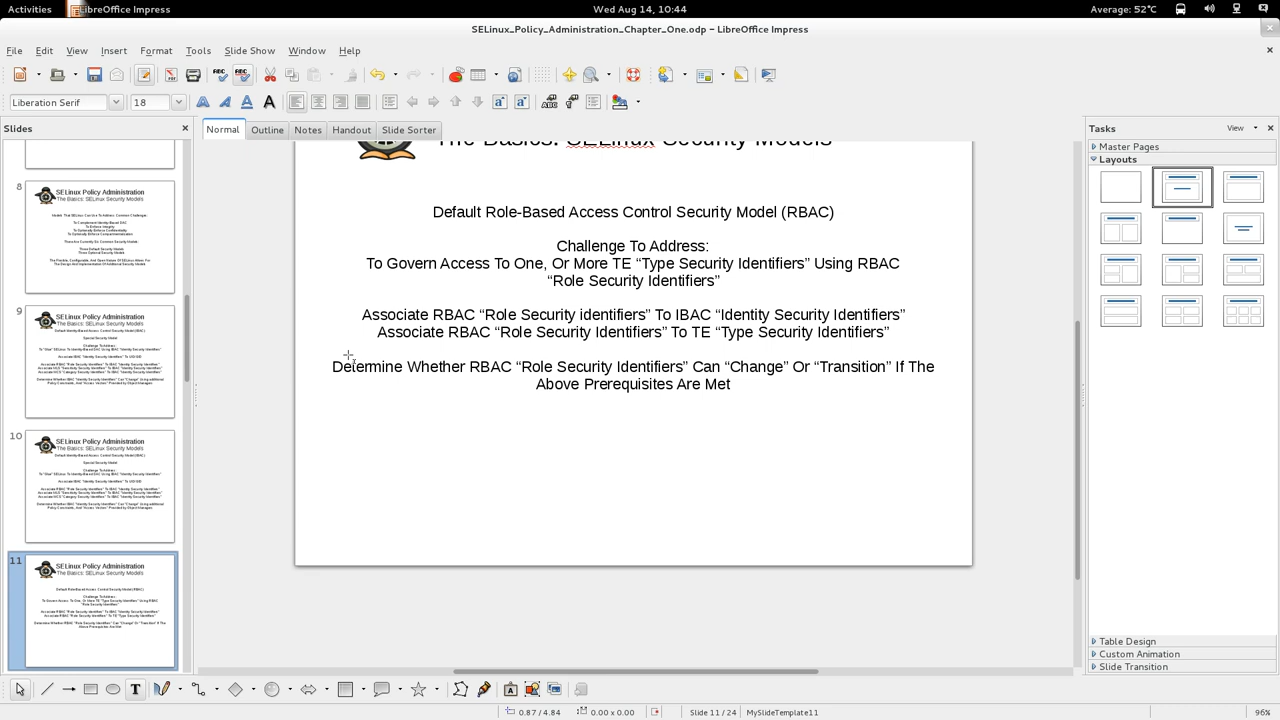 Activities
LibreOffice Impress
Wed Aug 14, 10:44
Average: 52°C
SELinux_Policy_Administration_Chapter_One.odp – LibreOffice Impress
File Edit View Insert Format Tools Slide Show Window Help
Liberation Serif
18
Slides
Normal Outline Notes Handout Slide Sorter
Tasks
View
Master Pages
Layouts
8
SELinux Policy Administration
The Basics: SELinux Security Models
9
SELinux Policy Administration
The Basics: SELinux Security Models
10
SELinux Policy Administration
The Basics: SELinux Security Models
11
SELinux Policy Administration
The Basics: SELinux Security Models
The Basics: SELinux Security Models
Default Role-Based Access Control Security Model (RBAC)
Challenge To Address:
To Govern Access To One, Or More TE “Type Security Identifiers” Using RBAC
“Role Security Identifiers”
Associate RBAC “Role Security identifiers” To IBAC “Identity Security Identifiers”
Associate RBAC “Role Security Identifiers” To TE “Type Security Identifiers”
Determine Whether RBAC “Role Security Identifiers” Can “Change” Or “Transition” If The
Above Prerequisites Are Met
Table Design
Custom Animation
Slide Transition
0.87 / 4.84
0.00 x 0.00
Slide 11 / 24
MySlideTemplate11
96%